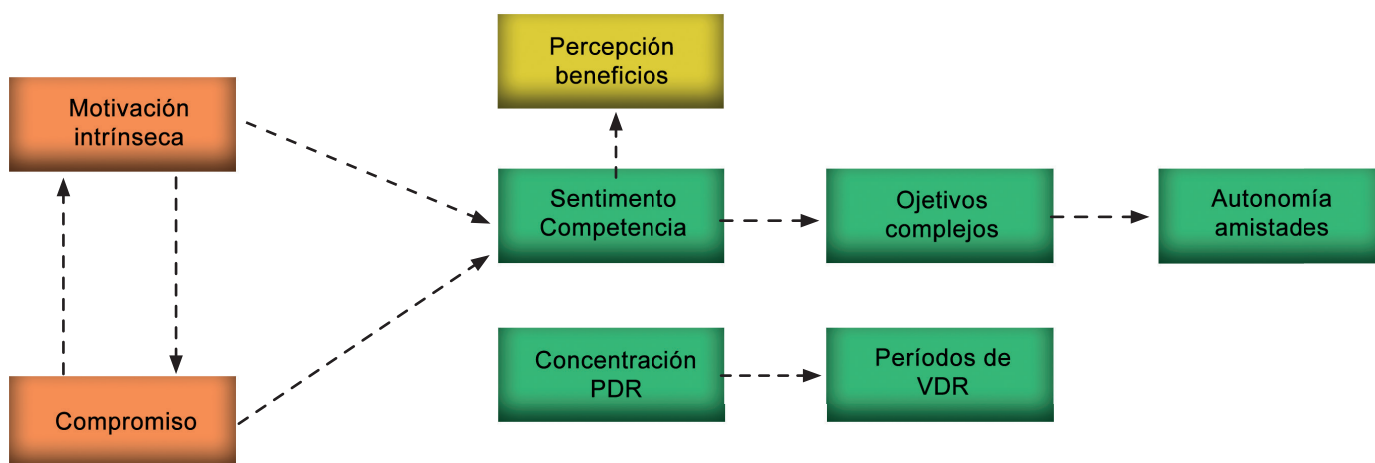 Percepción
beneficios
Motivación
intrínseca
Sentimento
Competencia
Ojetivos
complejos
Autonomía
amistades
Concentración
PDR
Períodos de
VDR
Compromiso